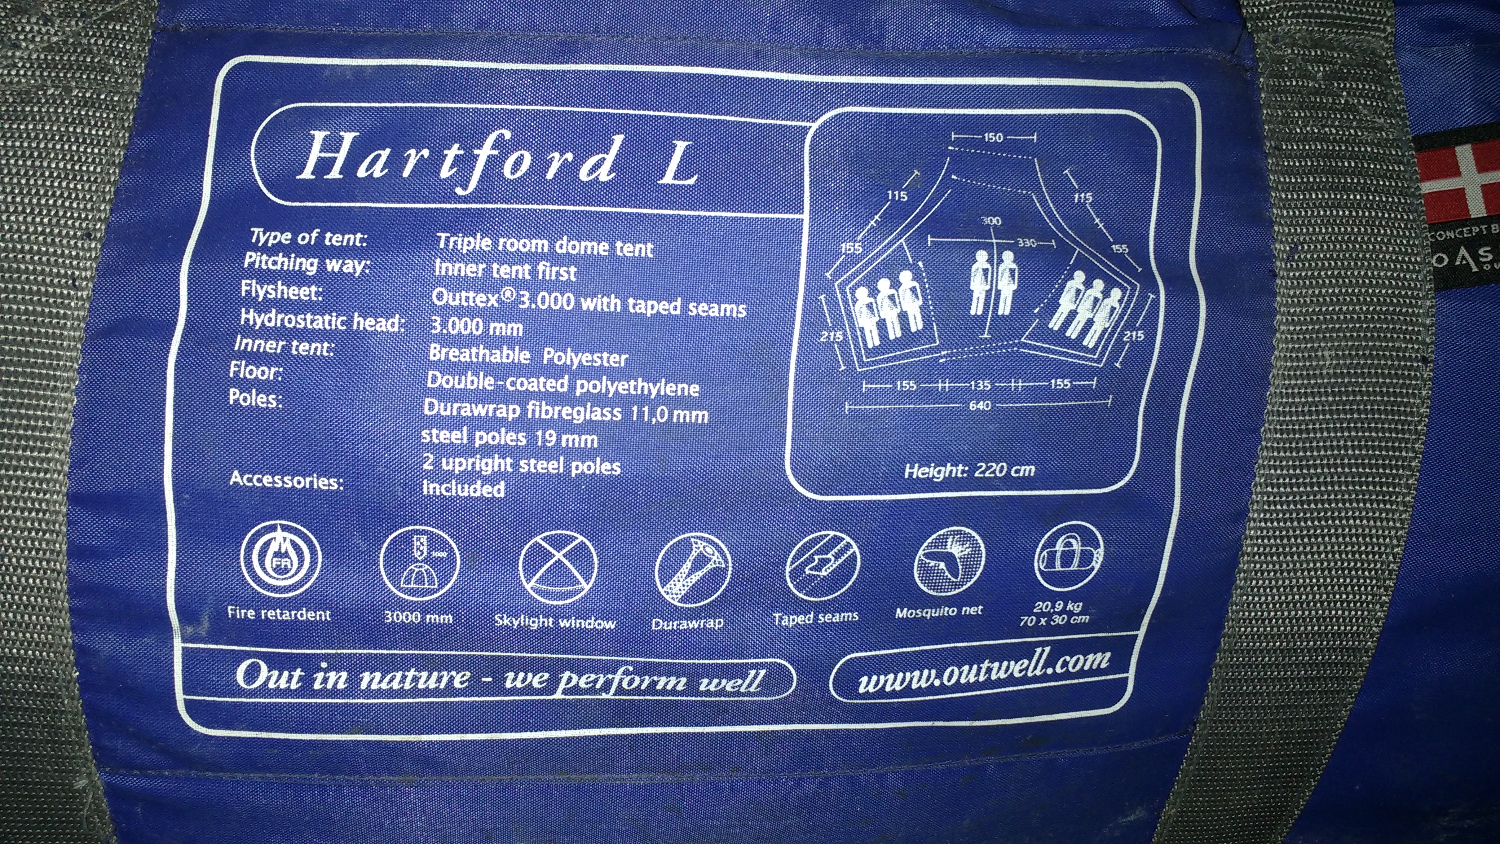 Hartford L
Type of tent: Triple room dome tent
Pitching way: Inner tent first
Flysheet: Outtex® 3.000 with taped seams
Hydrostatic head: 3.000 mm
Inner tent: Breathable Polyester
Floor: Double-coated polyethylene
Poles: Durawrap fibreglass 11,0 mm
steel poles 19 mm
2 upright steel poles
Accessories: Included
150
115 115
300
155 330 155
215 215
155 135 155
640
Height: 220 cm
FR
Fire retardent
3000 mm
Skylight window
Durawrap
Taped seams
Mosquito net
20,9 kg
70 x 30 cm
Out in nature - we perform well
www.outwell.com
CONCEPT B